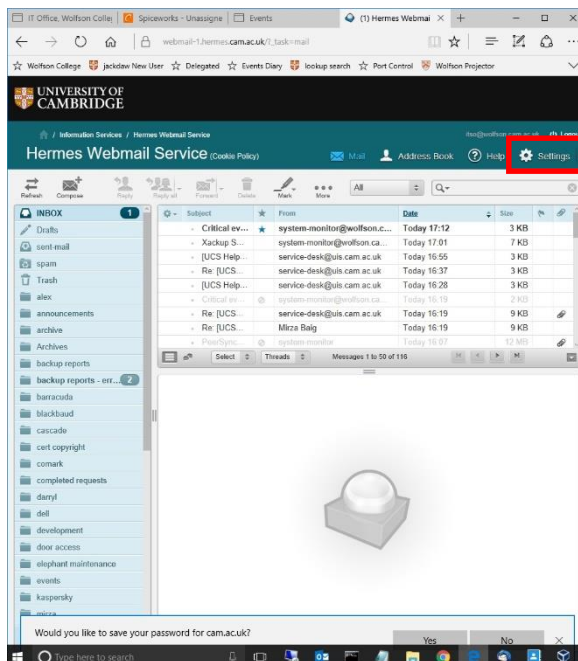 IT Office, Wolfson Colle Spiceworks - Unassigne Events (1) Hermes Webmai
webmail-1.hermes.cam.ac.uk/?_task=mail
Wolfson College jackdaw New User Delegated Events Diary lookup search Port Control Wolfson Projector
UNIVERSITY OF
CAMBRIDGE
/ Information Services / Hermes Webmail Service
Hermes Webmail Service (Cookie Policy) Mail Address Book Help Settings
Refresh Compose Reply Reply all Forward Delete Mark More All
INBOX 1
Subject From Date Size
Drafts
Critical ev... system-monitor@wolfson.c... Today 17:12 3 KB
sent-mail
Xackup S... system-monitor@wolfson.ca... Today 17:01 7 KB
spam
[UCS Help... service-desk@uis.cam.ac.uk Today 16:55 3 KB
Trash
Re: [UCS... service-desk@uis.cam.ac.uk Today 16:37 3 KB
alex
[UCS Help... service-desk@uis.cam.ac.uk Today 16:28 3 KB
Critical ev... system-monitor@wolfson.ca... Today 16:19 2 KB
announcements
Re: [UCS... service-desk@uis.cam.ac.uk Today 16:19 9 KB
archive
Re: [UCS... Mirza Baig Today 16:19 9 KB
Archives
PeerSync... system monitor Today 16:07 12 MB
backup reports
Select Threads Messages 1 to 50 of 116
backup reports - err... 2
barracuda
blackbaud
cascade
cert copyright
comark
completed requests
darryl
dell
development
door access
elephant maintenance
events
kaspersky
Would you like to save your password for cam.ac.uk?
Yes No
Type here to search